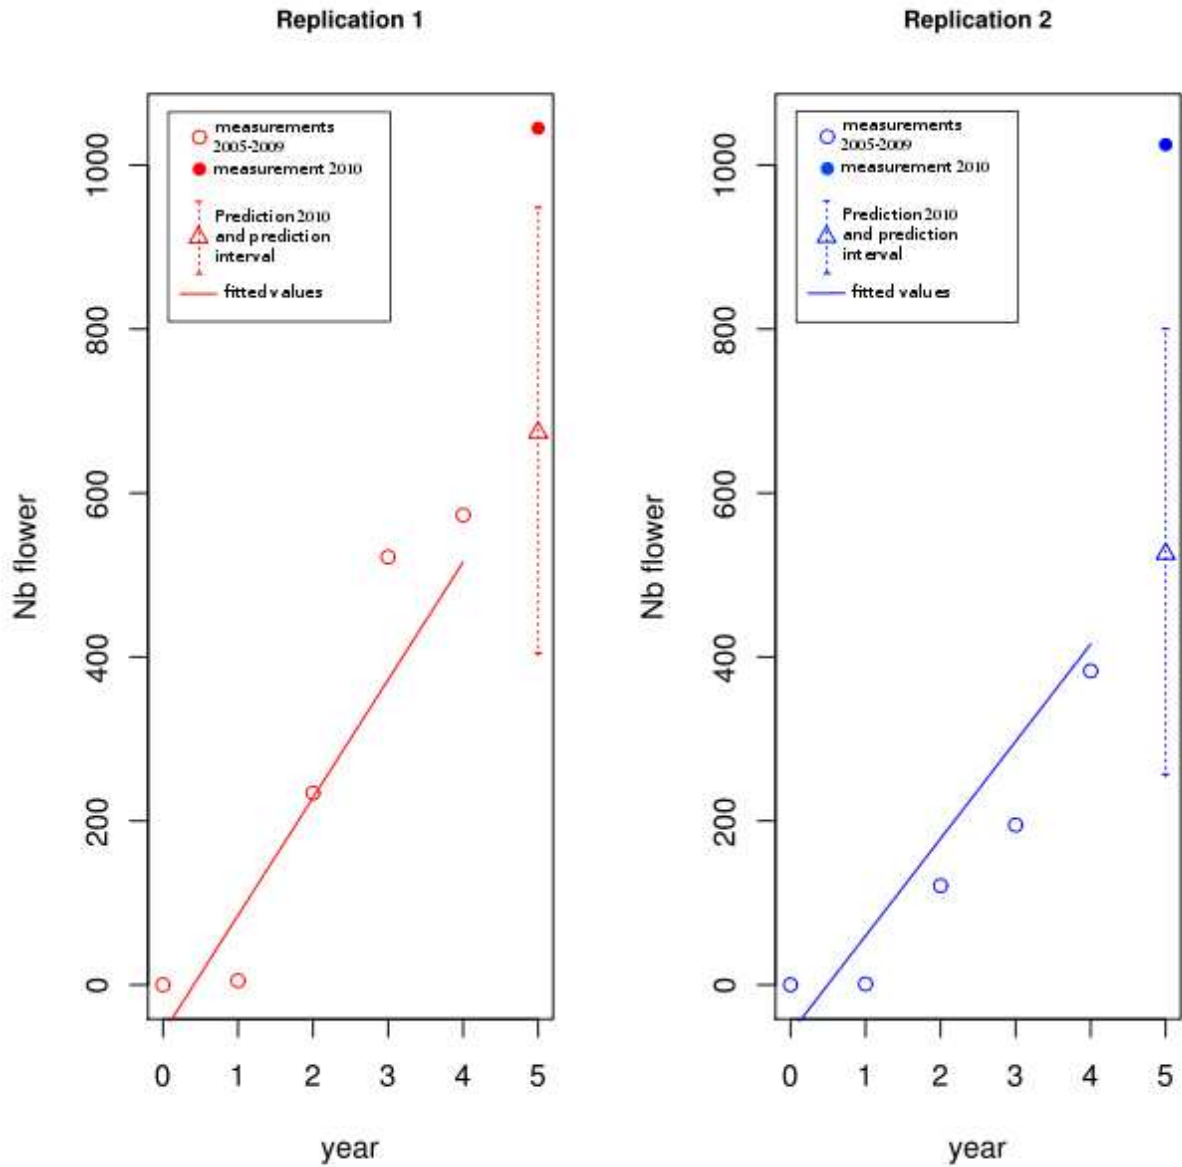 Replication 1
measurements
2005-2009
measurement 2010
Prediction 2010
and prediction
interval
fitted values
Nb flower
1000
800
600
400
200
0
0 1 2 3 4 5
year
Replication 2
measurements
2005-2009
measurement 2010
Prediction 2010
and prediction
interval
fitted values
Nb flower
1000
800
600
400
200
0
0 1 2 3 4 5
year